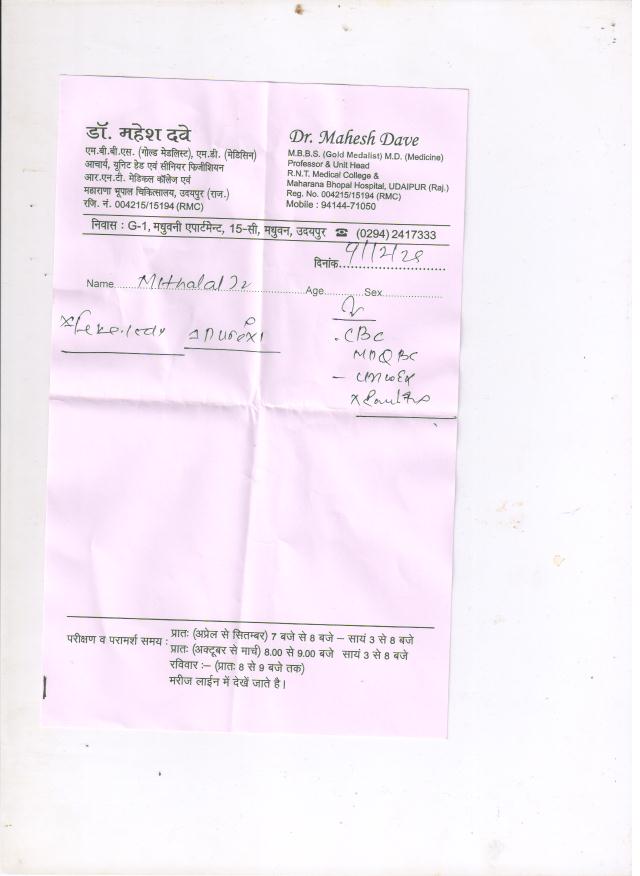 डॉ. महेश दवे
एम.बी.बी.एस. (गोल्ड मेडलिस्ट), एम.डी. (मेडिसिन)
आचार्य, यूनिट हेड एवं सीनियर फिजीशियन
आर.एन.टी. मेडिकल कॉलेज एवं
महाराणा भूपाल चिकित्सालय, उदयपुर (राज.)
रजि. नं. 004215/15194 (RMC)
Dr. Mahesh Dave
M.B.B.S. (Gold Medalist) M.D. (Medicine)
Professor & Unit Head
R.N.T. Medical College &
Maharana Bhopal Hospital, UDAIPUR (Raj.)
Reg. No. 004215/15194 (RMC)
Mobile : 94144-71050
निवास : G-1, मधुवनी एपार्टमेन्ट, 15-सी, मधुवन, उदयपुर ☎ (0294) 2417333
दिनांक
Name Mithalal Age Sex
CBC
परीक्षण व परामर्श समय : प्रातः (अप्रेल से सितम्बर) 7 बजे से 8 बजे – सायं 3 से 8 बजे
प्रातः (अक्टूबर से मार्च) 8.00 से 9.00 बजे सायं 3 से 8 बजे
रविवार :– (प्रातः 8 से 9 बजे तक)
मरीज लाईन में देखें जाते है।